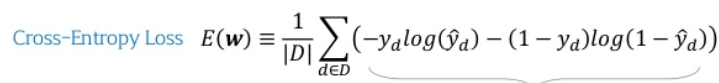 Cross-Entropy Loss E(w) ≡ 1/|D| ∑_{d∈D} (−y_d log(ŷ_d) − (1 − y_d)log(1 − ŷ_d))